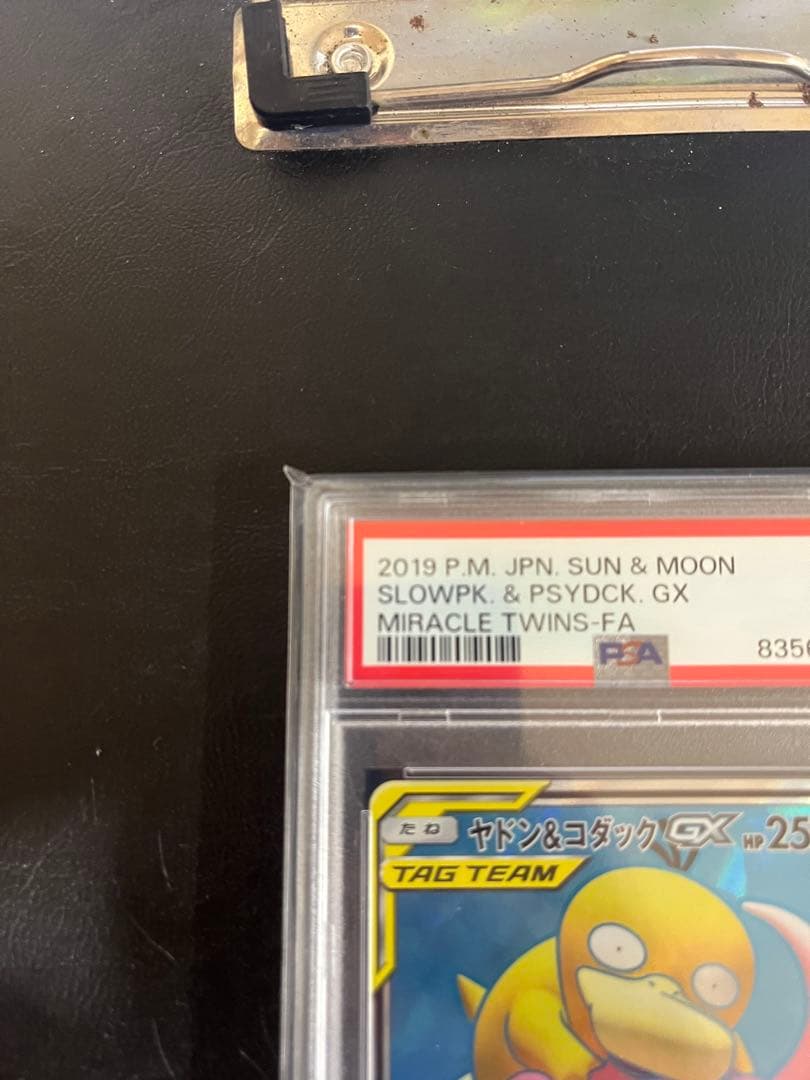 2019 P.M. JPN. SUN & MOON
SLOWPK. & PSYDCK. GX
MIRACLE TWINS-FA
PSA
たね ヤドン&コダックGX HP 25
TAG TEAM